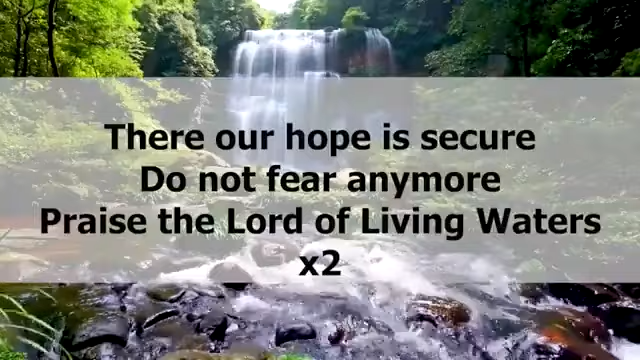 There our hope is secure
Do not fear anymore
Praise the Lord of Living Waters
x2